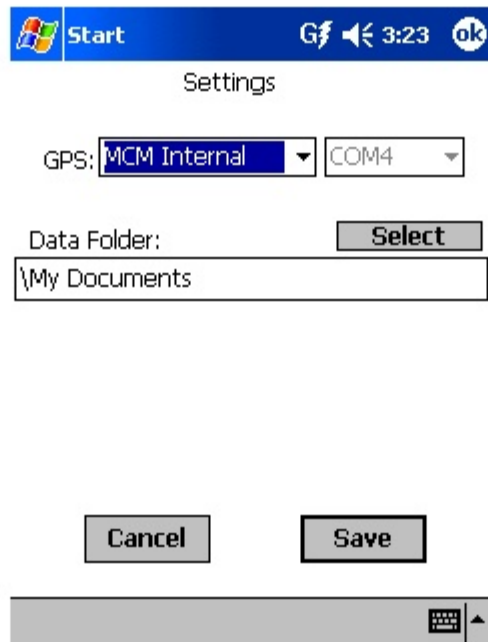 Start G 3:23 ok
Settings
GPS: MCM Internal COM4
Data Folder: Select
\My Documents
Cancel Save